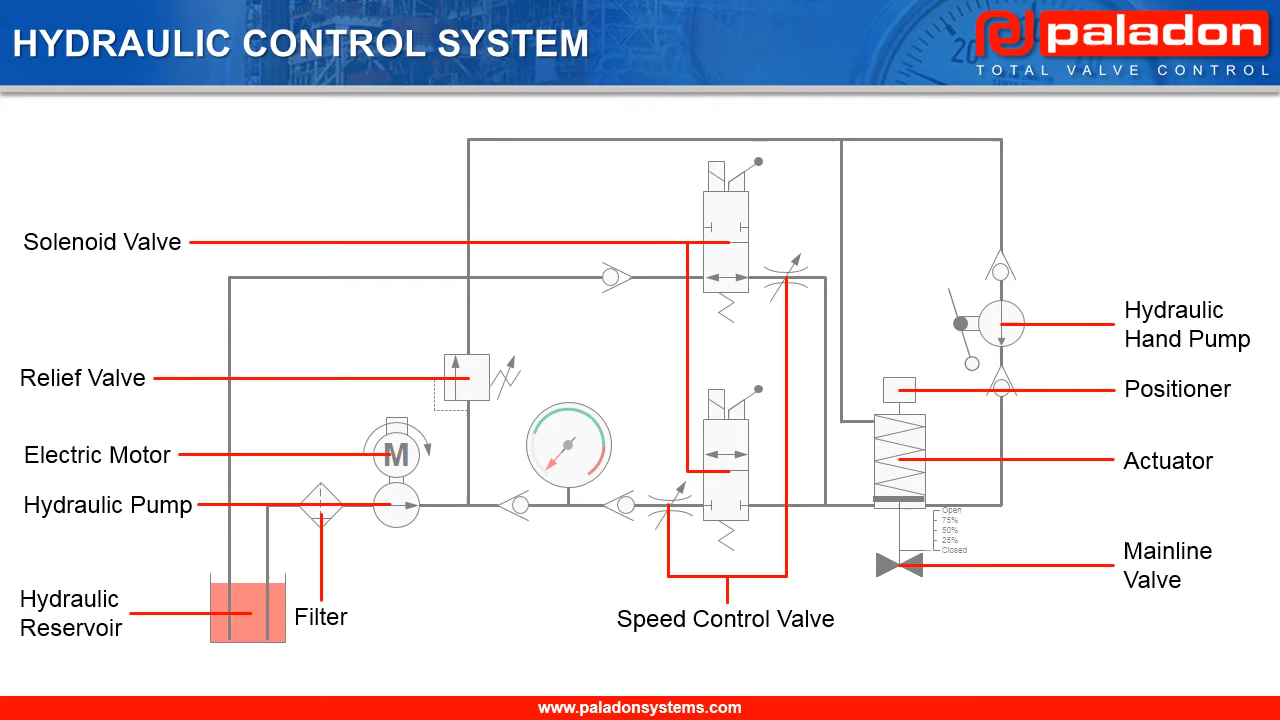 HYDRAULIC CONTROL SYSTEM
paladon
TOTAL VALVE CONTROL
20
Solenoid Valve
Hydraulic
Hand Pump
Relief Valve
Positioner
Electric Motor
M
Actuator
Hydraulic Pump
Open
75%
50%
25%
Closed
Mainline
Valve
Hydraulic
Reservoir
Filter
Speed Control Valve
www.paladonsystems.com